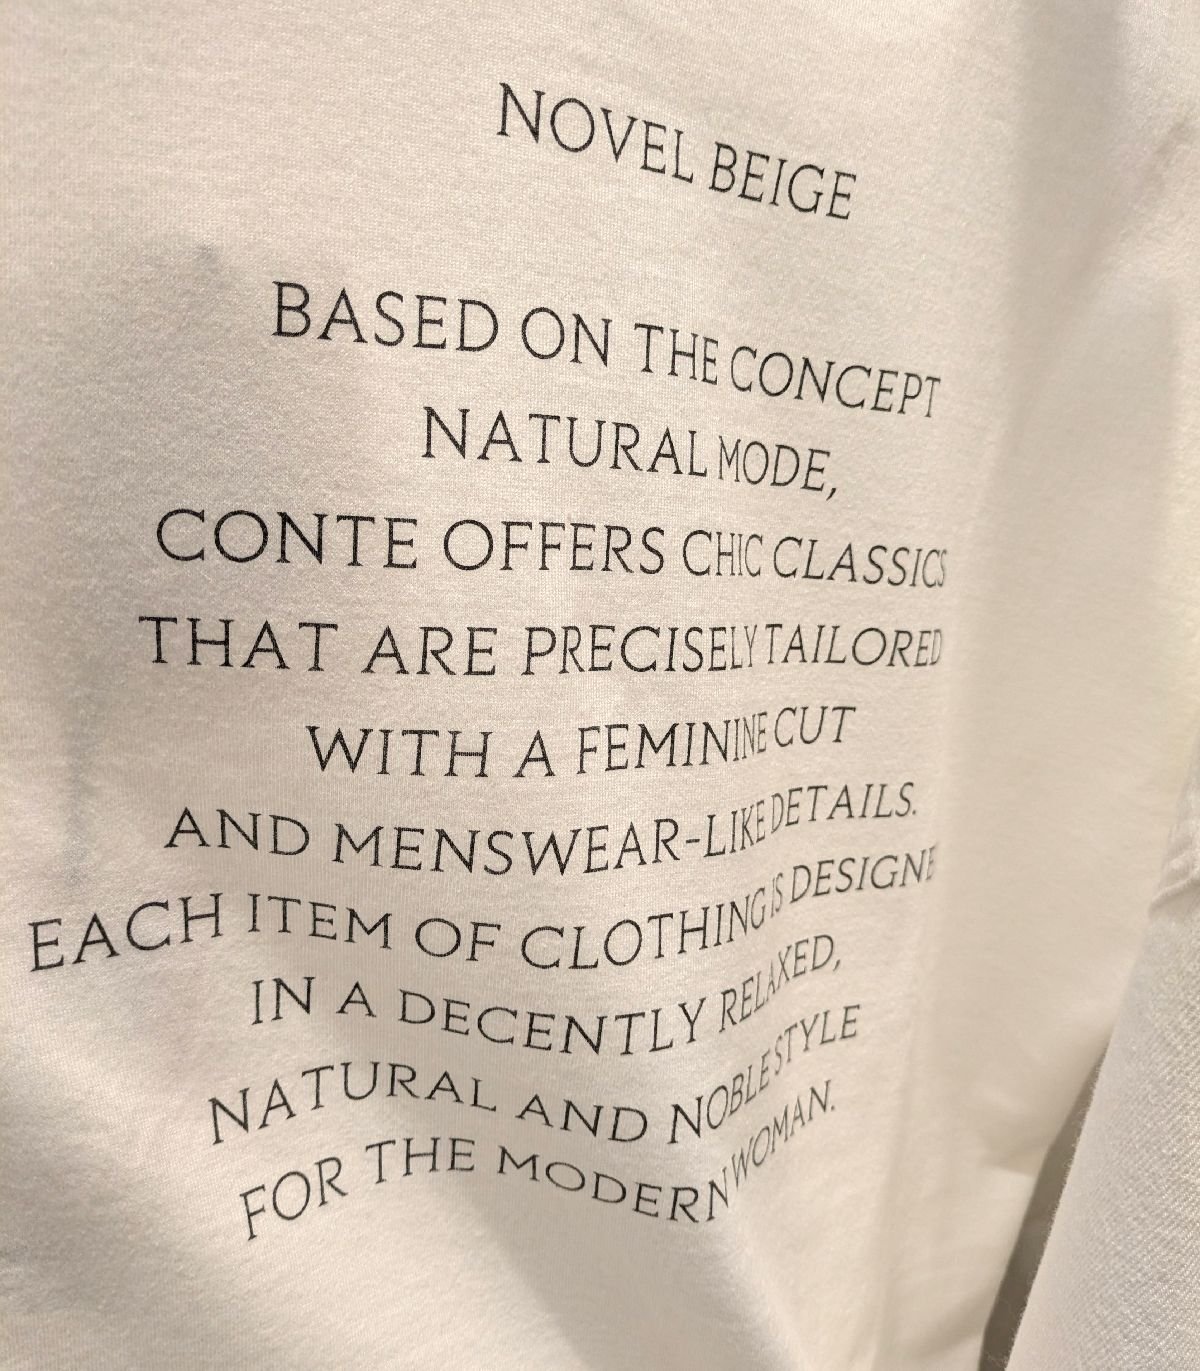 NOVEL BEIGE
BASED ON THE CONCEPT
NATURAL MODE,
CONTE OFFERS CHIC CLASSICS
THAT ARE PRECISELY TAILORED
WITH A FEMININE CUT
AND MENSWEAR-LIKE DETAILS.
EACH ITEM OF CLOTHING IS DESIGNE
IN A DECENTLY RELAXED,
NATURAL AND NOBLE STYLE
FOR THE MODERN WOMAN.